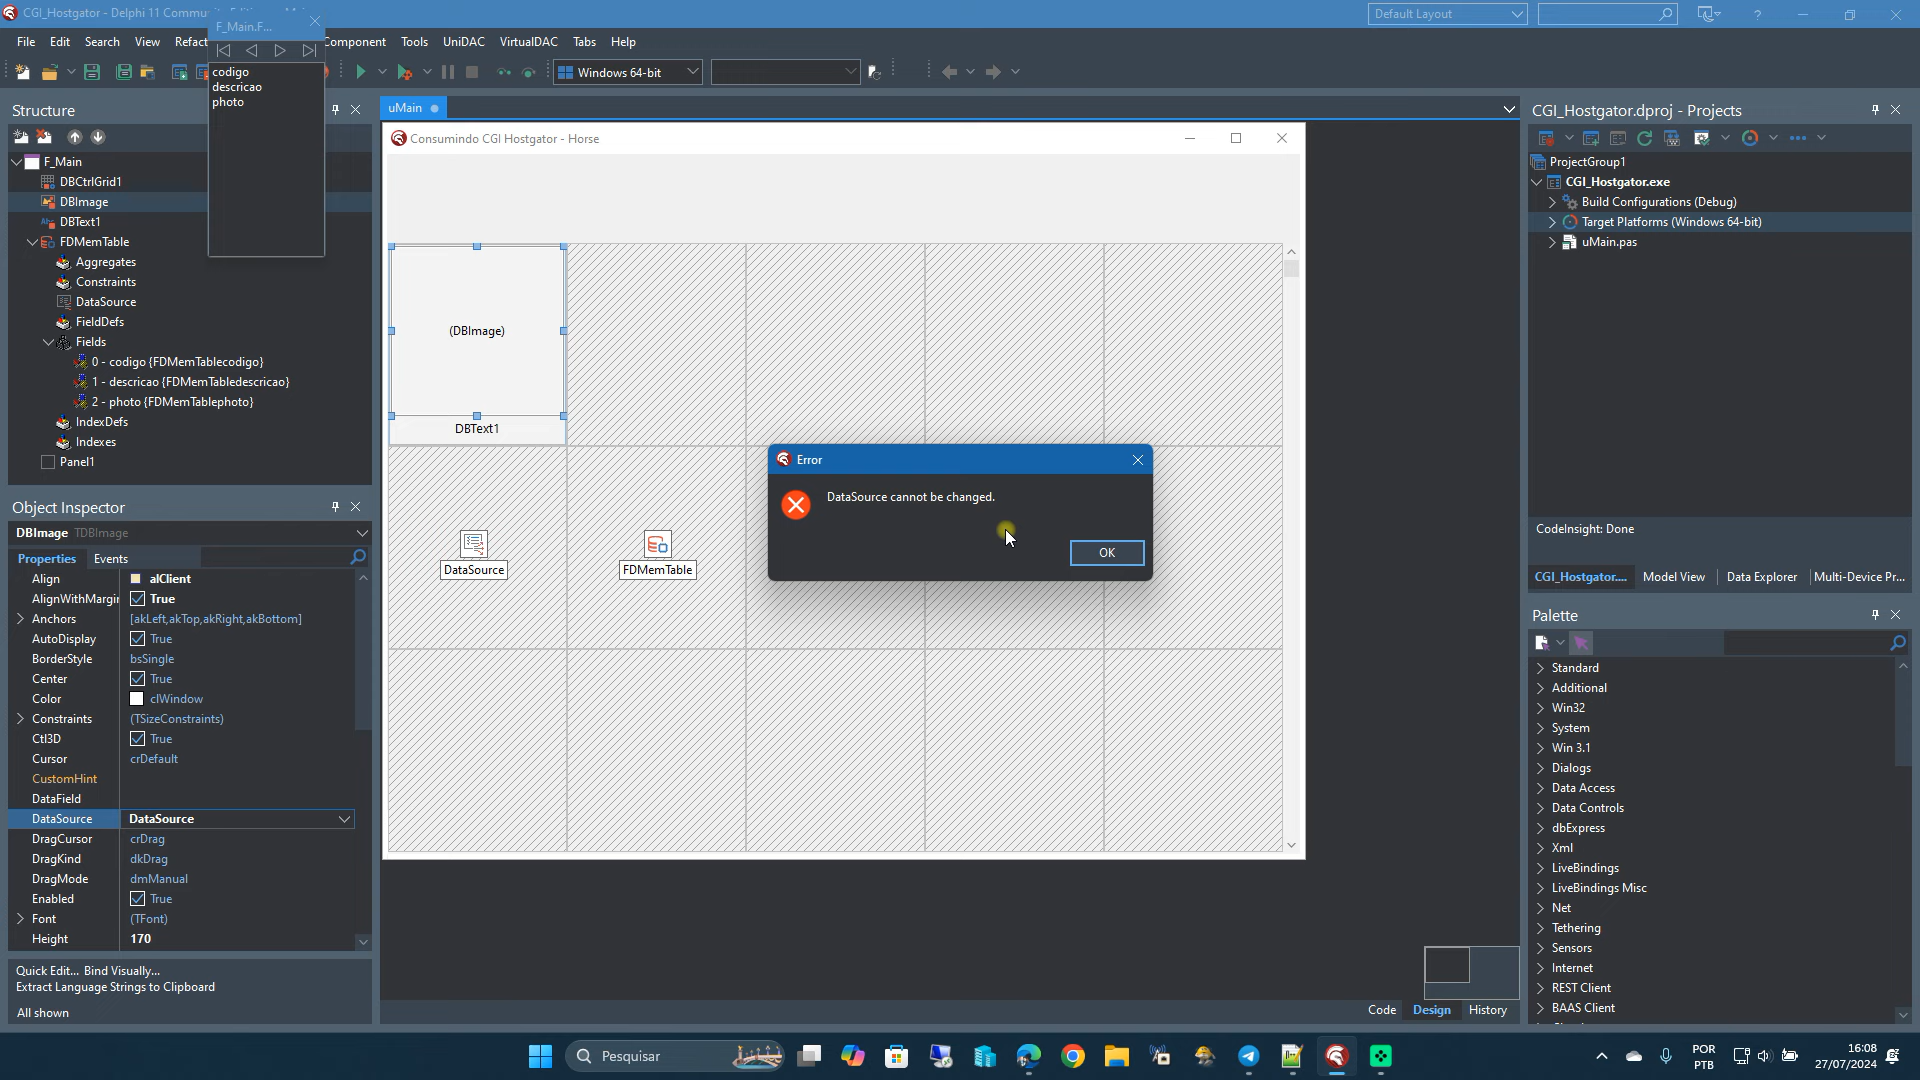 CGI_Hostgator - Delphi 11 Commu
Default Layout
F_Main.F...
File Edit Search View Refact Component Tools UniDAC VirtualDAC Tabs Help
Windows 64-bit
codigo
descricao
photo
Structure
F_Main
DBCtrlGrid1
DBImage
DBText1
FDMemTable
Aggregates
Constraints
DataSource
FieldDefs
Fields
0 - codigo {FDMemTablecodigo}
1 - descricao {FDMemTabledescricao}
2 - photo {FDMemTablephoto}
IndexDefs
Indexes
Panel1
Object Inspector
DBImage TDBImage
Properties Events
Align alClient
AlignWithMargin True
Anchors [akLeft,akTop,akRight,akBottom]
AutoDisplay True
BorderStyle bsSingle
Center True
Color clWindow
Constraints (TSizeConstraints)
Ctl3D True
Cursor crDefault
CustomHint
DataField
DataSource DataSource
DragCursor crDrag
DragKind dkDrag
DragMode dmManual
Enabled True
Font (TFont)
Height 170
Quick Edit... Bind Visually...
Extract Language Strings to Clipboard
All shown
uMain
Consumindo CGI Hostgator - Horse
(DBImage)
DBText1
DataSource
FDMemTable
Error
DataSource cannot be changed.
OK
Code Design History
CGI_Hostgator.dproj - Projects
ProjectGroup1
CGI_Hostgator.exe
Build Configurations (Debug)
Target Platforms (Windows 64-bit)
uMain.pas
CodeInsight: Done
CGI_Hostgator.... Model View Data Explorer Multi-Device Pr...
Palette
Standard
Additional
Win32
System
Win 3.1
Dialogs
Data Access
Data Controls
dbExpress
Xml
LiveBindings
LiveBindings Misc
Net
Tethering
Sensors
Internet
REST Client
BAAS Client
Pesquisar
POR
PTB
16:08
27/07/2024